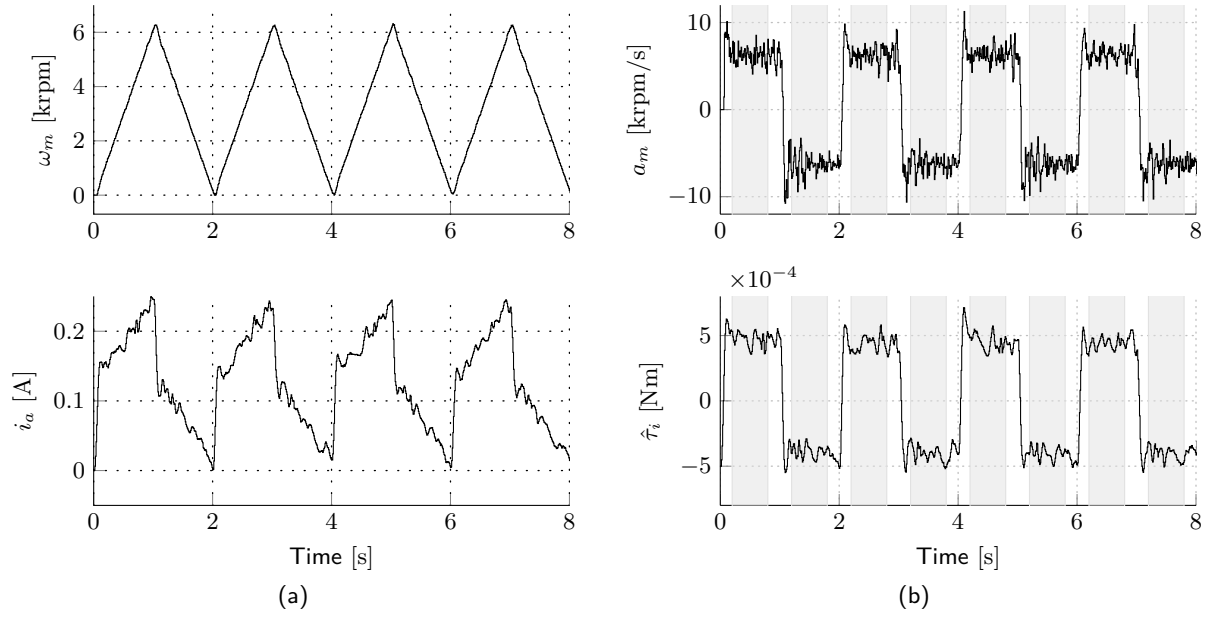 6
4
2
0
ω_m [krpm]
0 2 4 6 8
0.2
0.1
0
i_a [A]
0 2 4 6 8
Time [s]
(a)
10
0
−10
a_m [krpm/s]
0 2 4 6 8
×10⁻⁴
5
0
−5
τ̂_i [Nm]
0 2 4 6 8
Time [s]
(b)